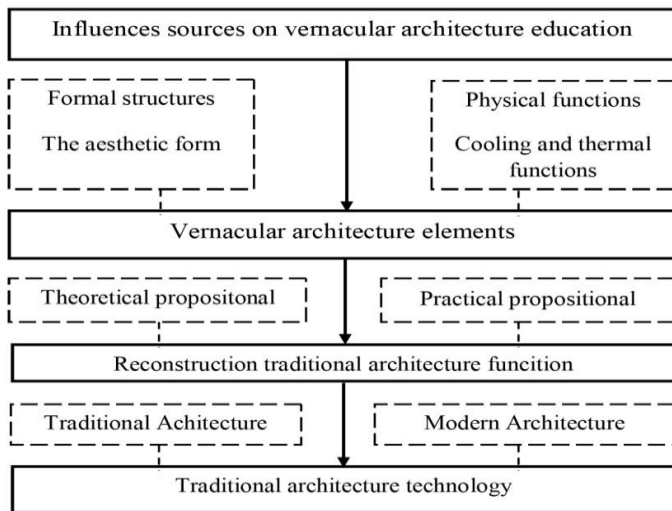 Influences sources on vernacular architecture education
Formal structures
The aesthetic form
Physical functions
Cooling and thermal
functions
Vernacular architecture elements
Theoretical propositonal
Practical propositional
Reconstruction traditional architecture funcition
Traditional Achitecture
Modern Architecture
Traditional architecture technology